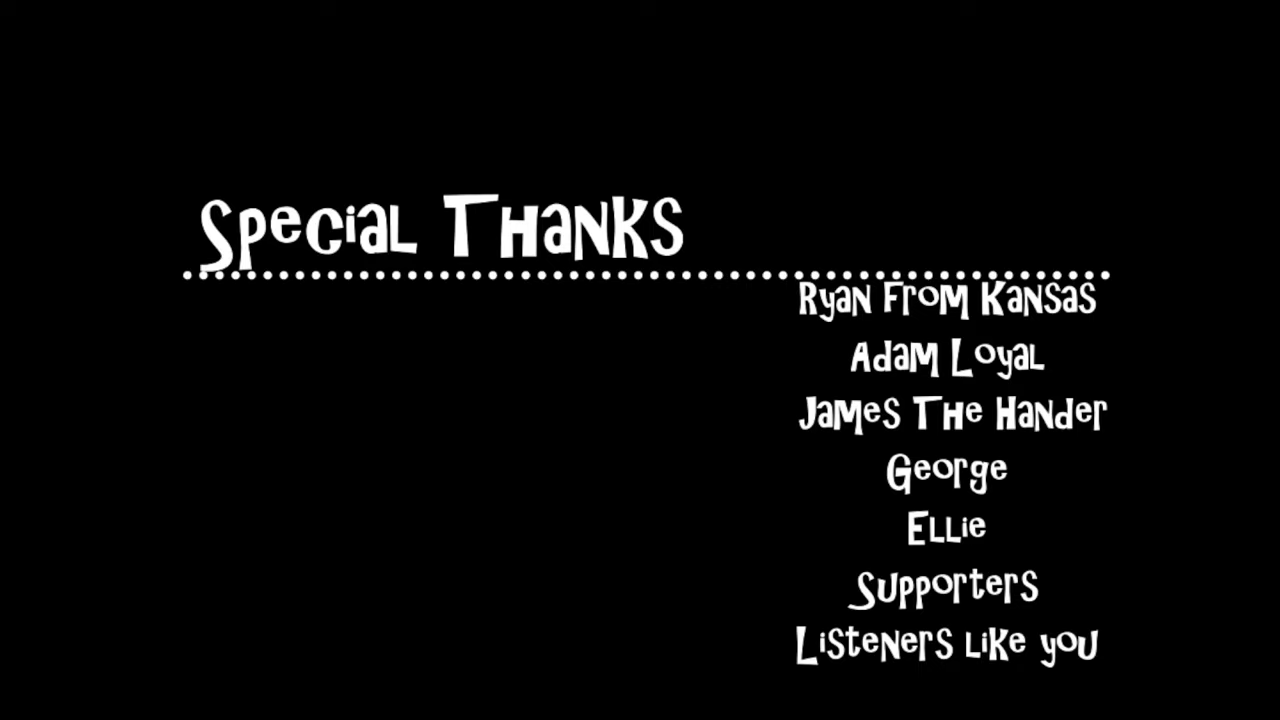 Special Thanks
Ryan From Kansas
Adam Loyal
James The Hander
George
Ellie
Supporters
Listeners like you